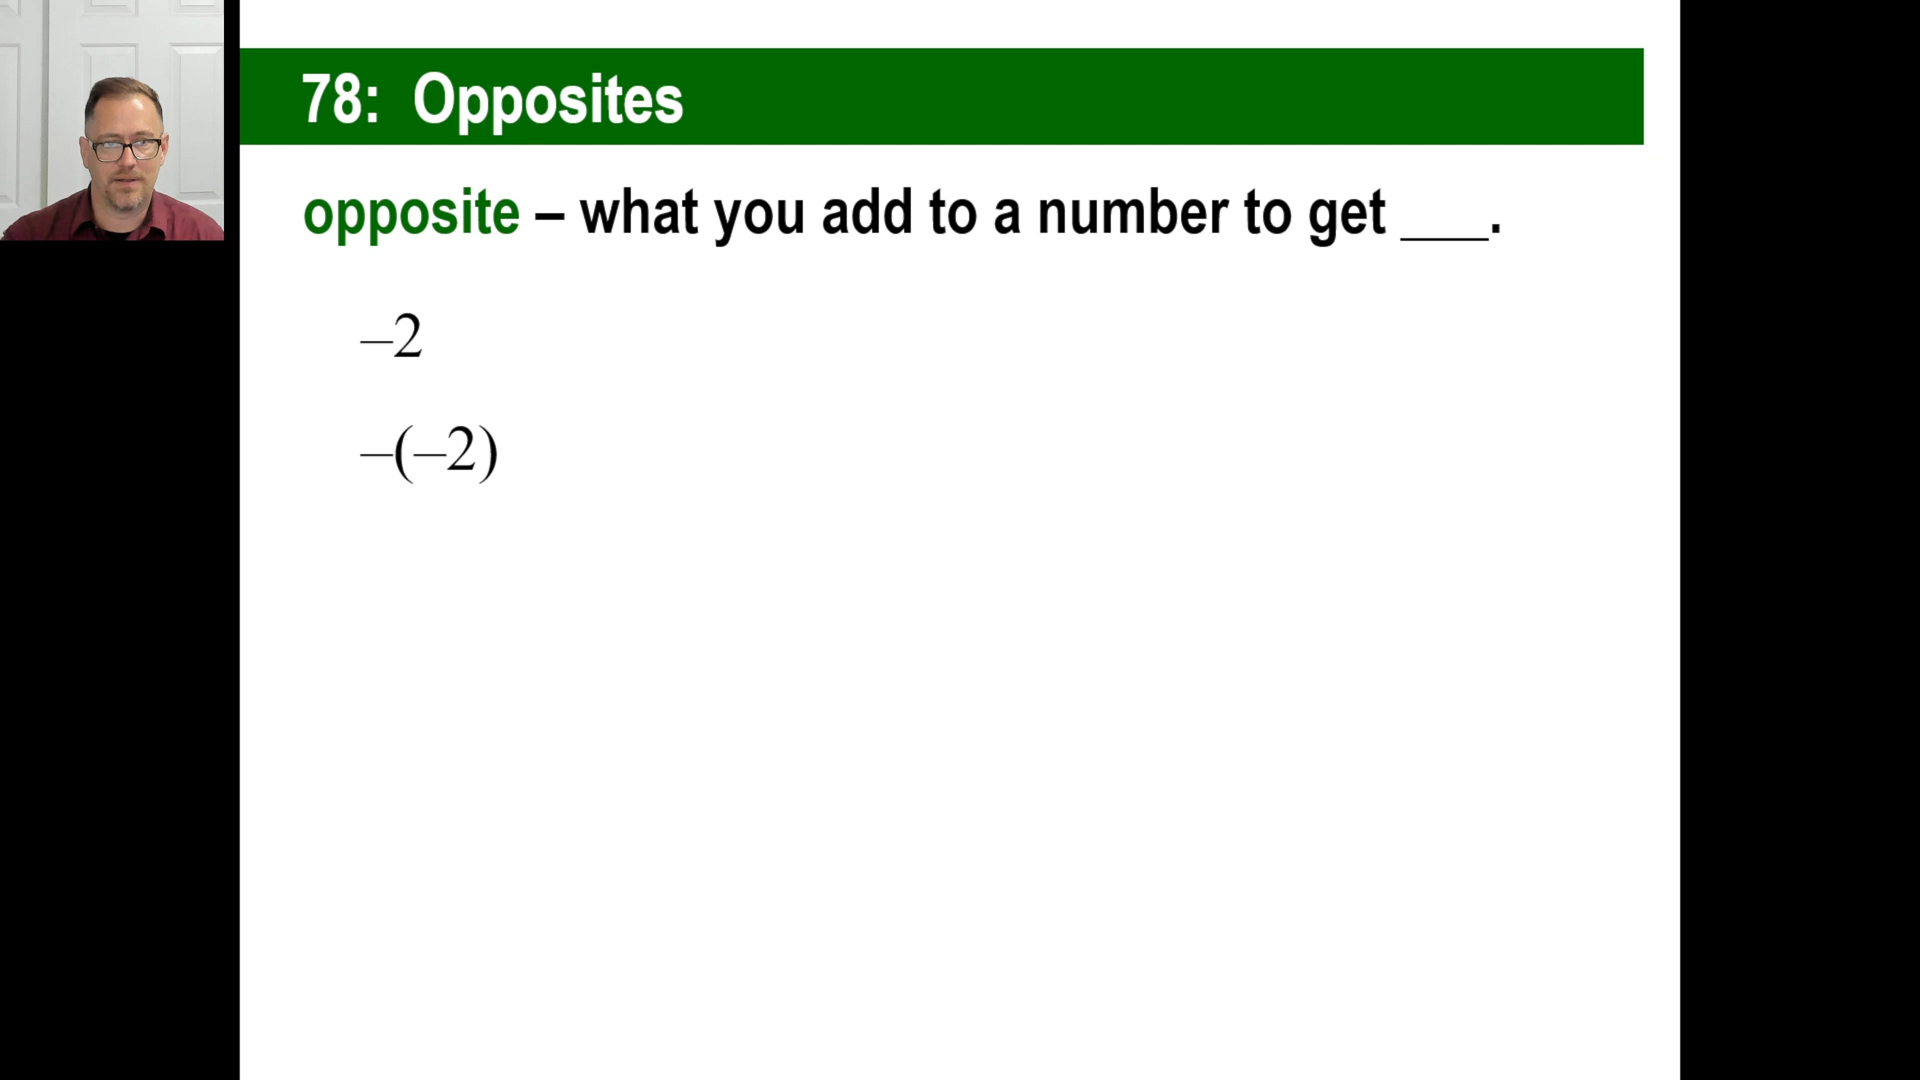 78: Opposites
opposite – what you add to a number to get ___.
–2
–(–2)